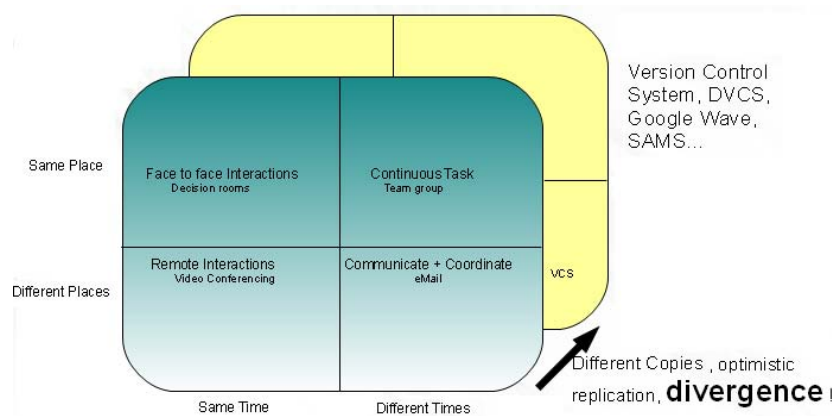 Version Control
System, DVCS,
Google Wave,
SAMS...
Same Place
Face to face Interactions
Decision rooms
Continuous Task
Team group
Different Places
Remote Interactions
Video Conferencing
Communicate + Coordinate
eMail
vcs
Different Copies , optimistic
replication, divergence !
Same Time
Different Times